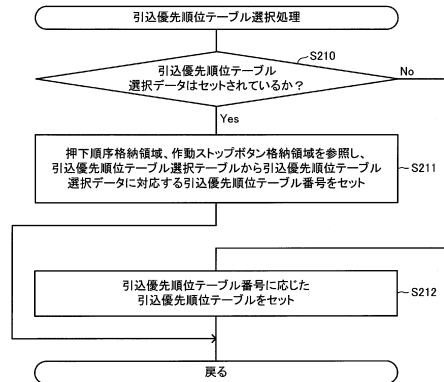 引込優先順位テーブル選択処理
S210
引込優先順位テーブル
選択データはセットされているか？
No
Yes
押下順序格納領域、作動ストップボタン格納領域を参照し、
引込優先順位テーブル選択テーブルから引込優先順位テーブル
選択データに対応する引込優先順位テーブル番号をセット
S211
引込優先順位テーブル番号に応じた
引込優先順位テーブルをセット
S212
戻る